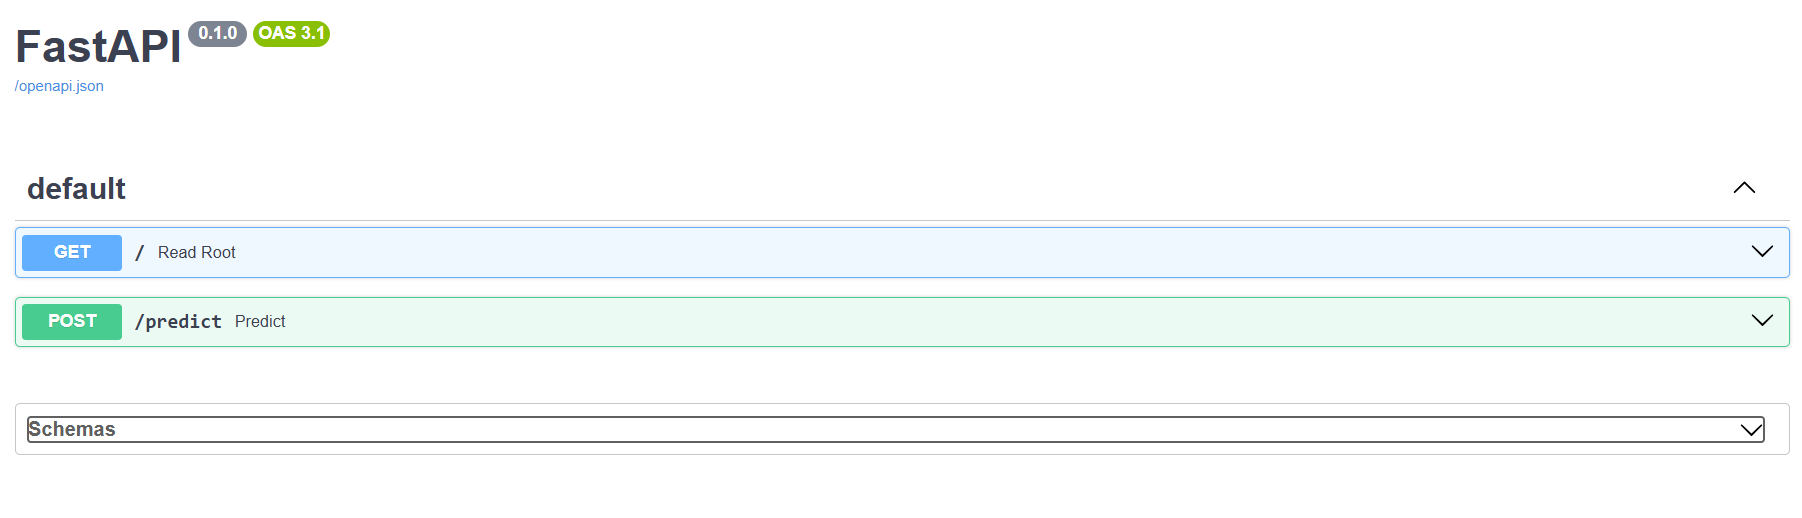 FastAPI 0.1.0 OAS 3.1
/openapi.json
default
GET / Read Root
POST /predict Predict
Schemas